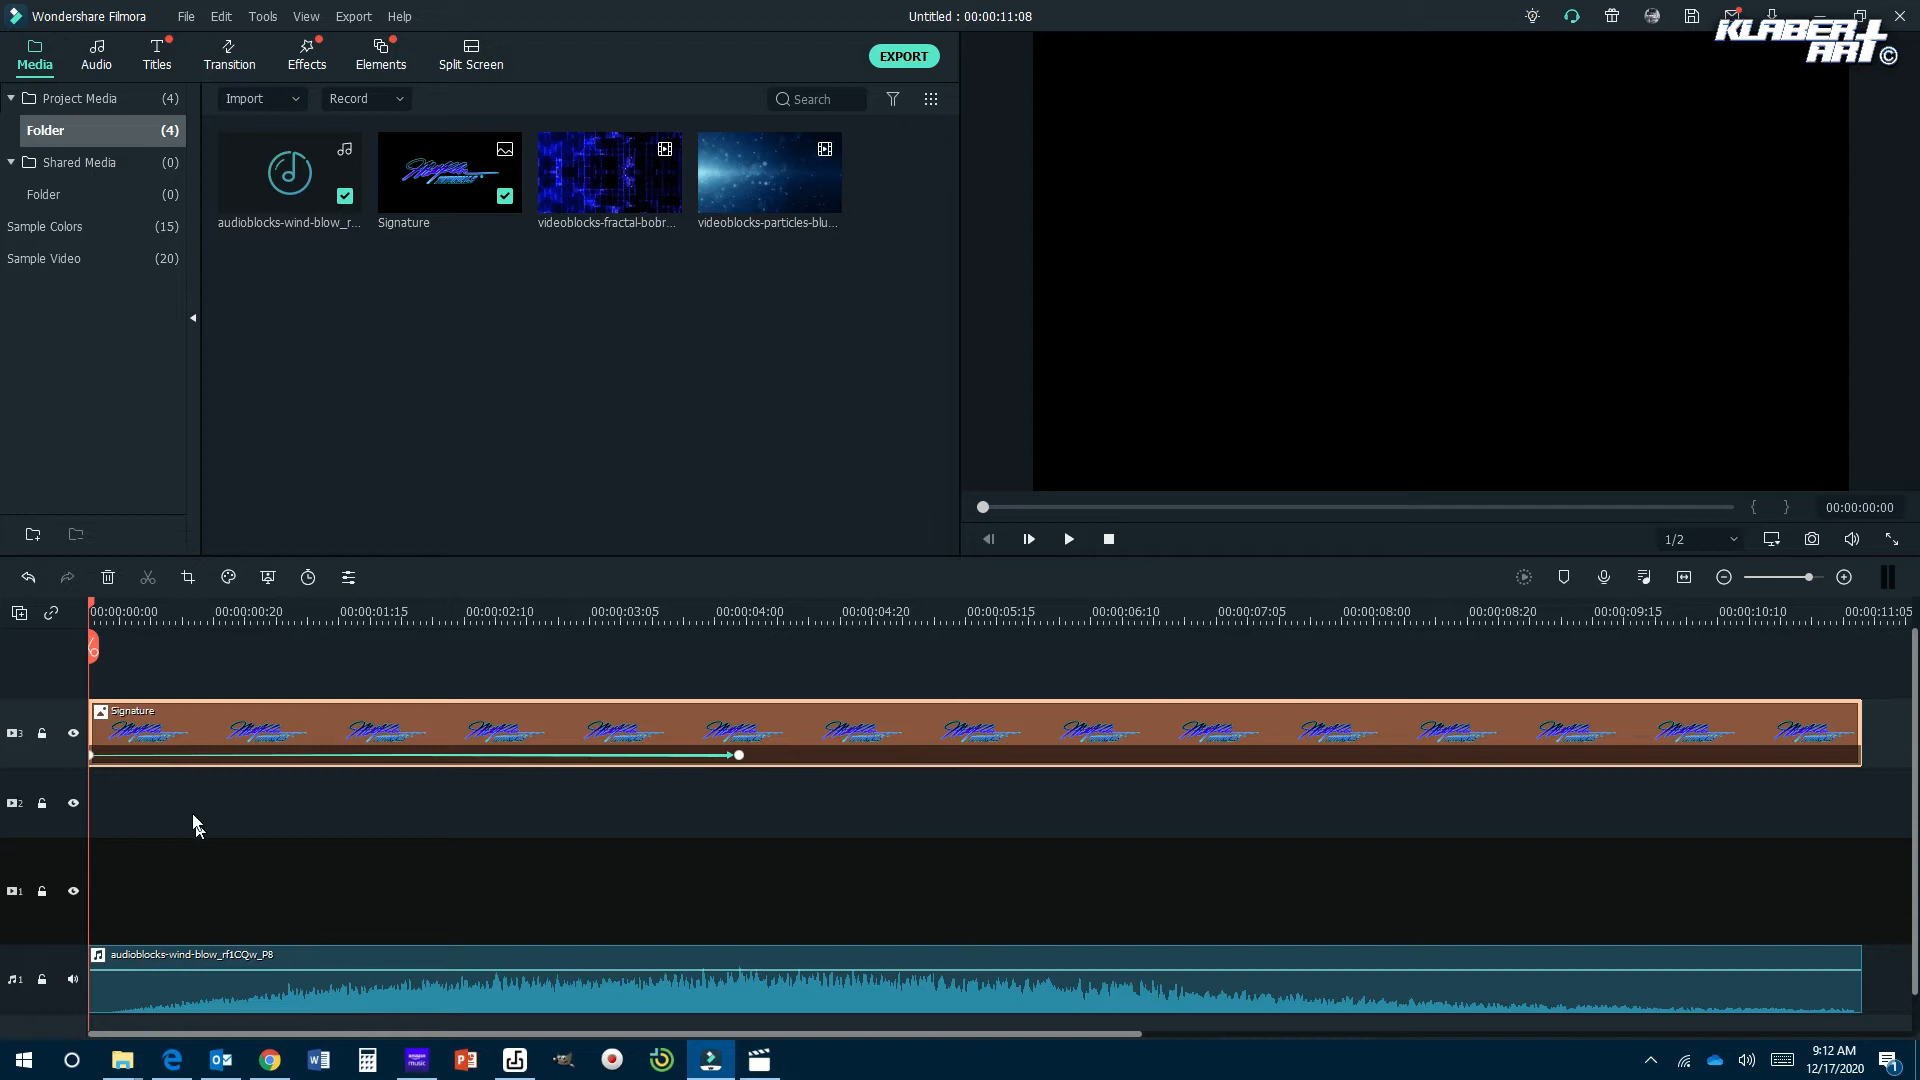 Wondershare Filmora File Edit Tools View Export Help Untitled : 00:00:11:08
KLABER ART ©
Media Audio Titles Transition Effects Elements Split Screen EXPORT
Project Media (4)
Folder (4)
Shared Media (0)
Folder (0)
Sample Colors (15)
Sample Video (20)
Import Record Search
audioblocks-wind-blow_r... Signature videoblocks-fractal-bobr... videoblocks-particles-blu...
{ } 00:00:00:00
1/2
00:00:00:00 00:00:00:20 00:00:01:15 00:00:02:10 00:00:03:05 00:00:04:00 00:00:04:20 00:00:05:15 00:00:06:10 00:00:07:05 00:00:08:00 00:00:08:20 00:00:09:15 00:00:10:10 00:00:11:05
Signature
3
2
1
audioblocks-wind-blow_rf1CQw_P8
1
9:12 AM
12/17/2020
1